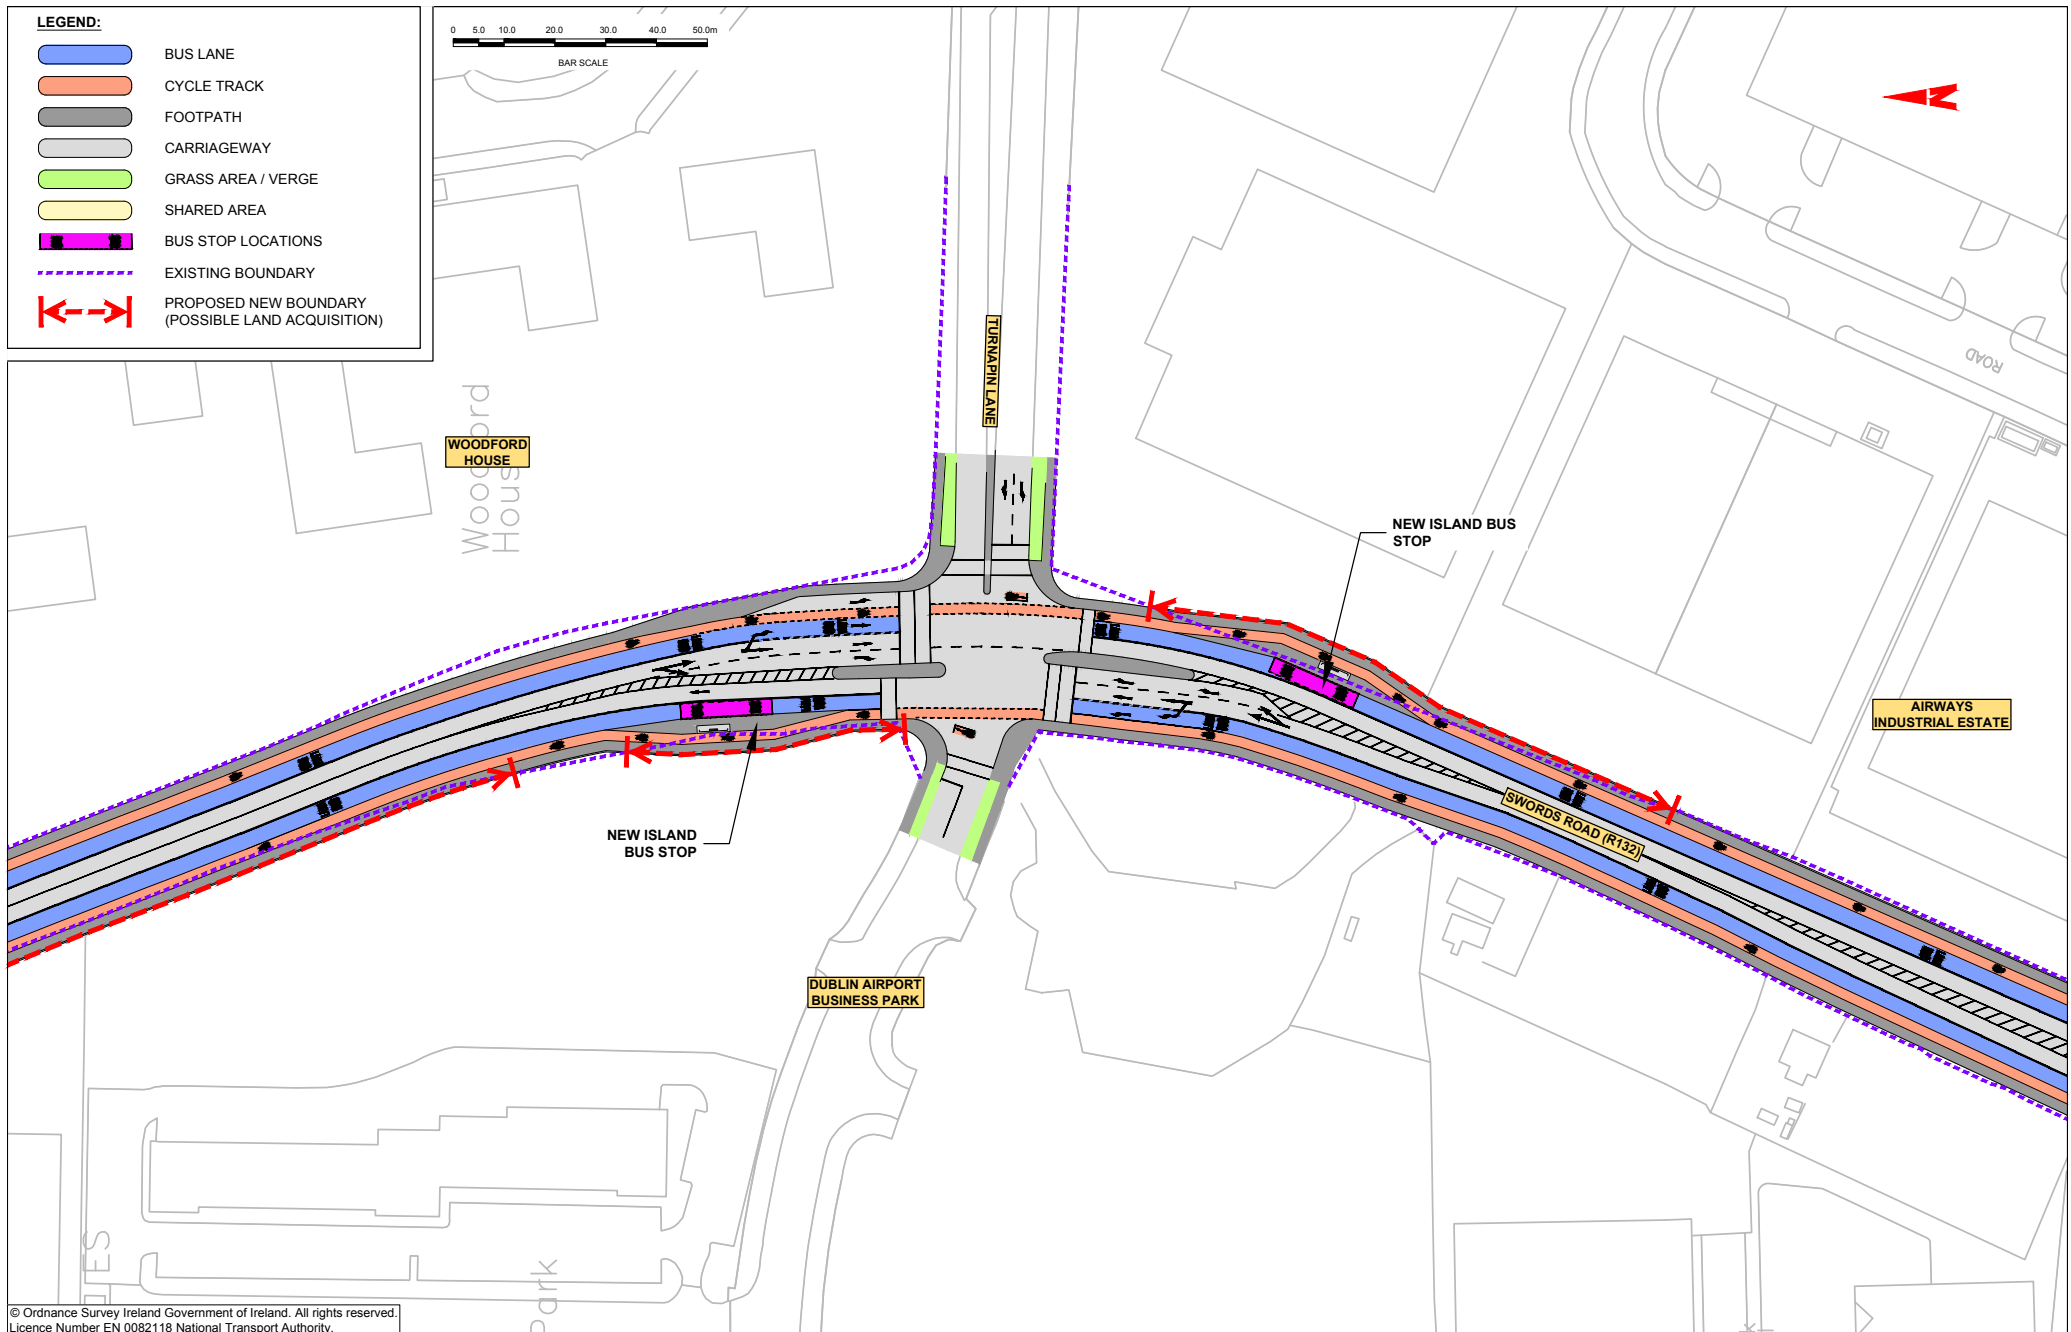 LEGEND:
BUS LANE
CYCLE TRACK
FOOTPATH
CARRIAGEWAY
GRASS AREA / VERGE
SHARED AREA
BUS STOP LOCATIONS
EXISTING BOUNDARY
PROPOSED NEW BOUNDARY
(POSSIBLE LAND ACQUISITION)
0 5.0 10.0 20.0 30.0 40.0 50.0m
BAR SCALE
N
ROAD
TURNAPIN LANE
WOODFORD
HOUSE
Woodford
House
NEW ISLAND BUS
STOP
AIRWAYS
INDUSTRIAL ESTATE
SWORDS ROAD (R132)
NEW ISLAND
BUS STOP
DUBLIN AIRPORT
BUSINESS PARK
ES
Park
© Ordnance Survey Ireland Government of Ireland. All rights reserved.
Licence Number EN 0082118 National Transport Authority.